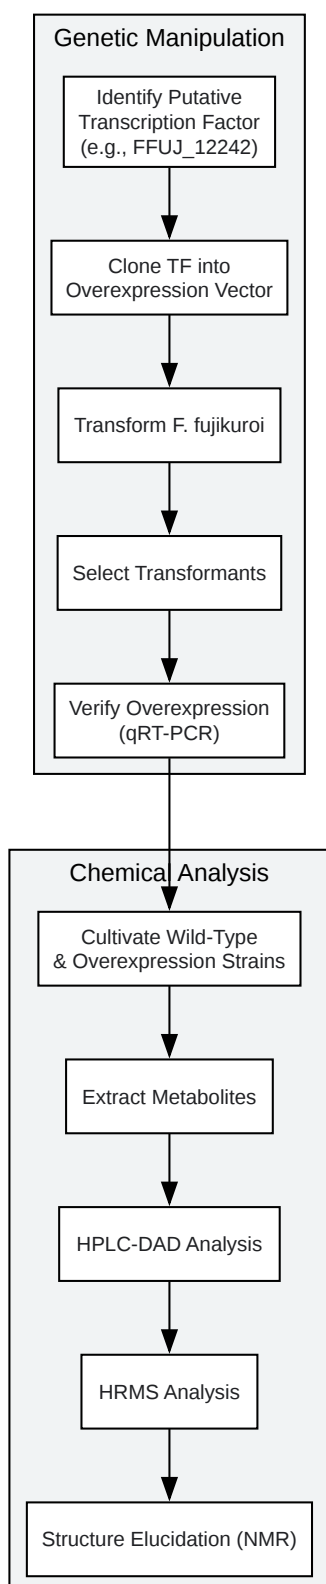 Genetic Manipulation
Identify Putative
Transcription Factor
(e.g., FFUJ_12242)
Clone TF into
Overexpression Vector
Transform F. fujikuroi
Select Transformants
Verify Overexpression
(qRT-PCR)
Chemical Analysis
Cultivate Wild-Type
& Overexpression Strains
Extract Metabolites
HPLC-DAD Analysis
HRMS Analysis
Structure Elucidation (NMR)